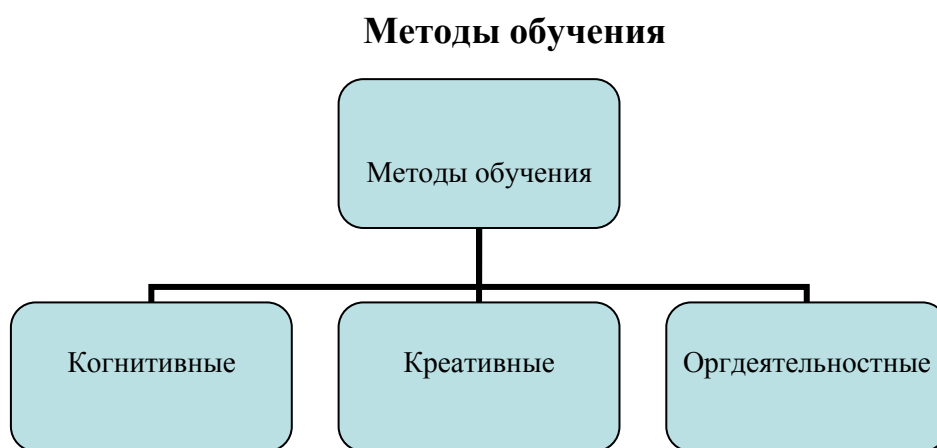 Методы обучения
Методы обучения
Когнитивные
Креативные
Оргдеятельностные